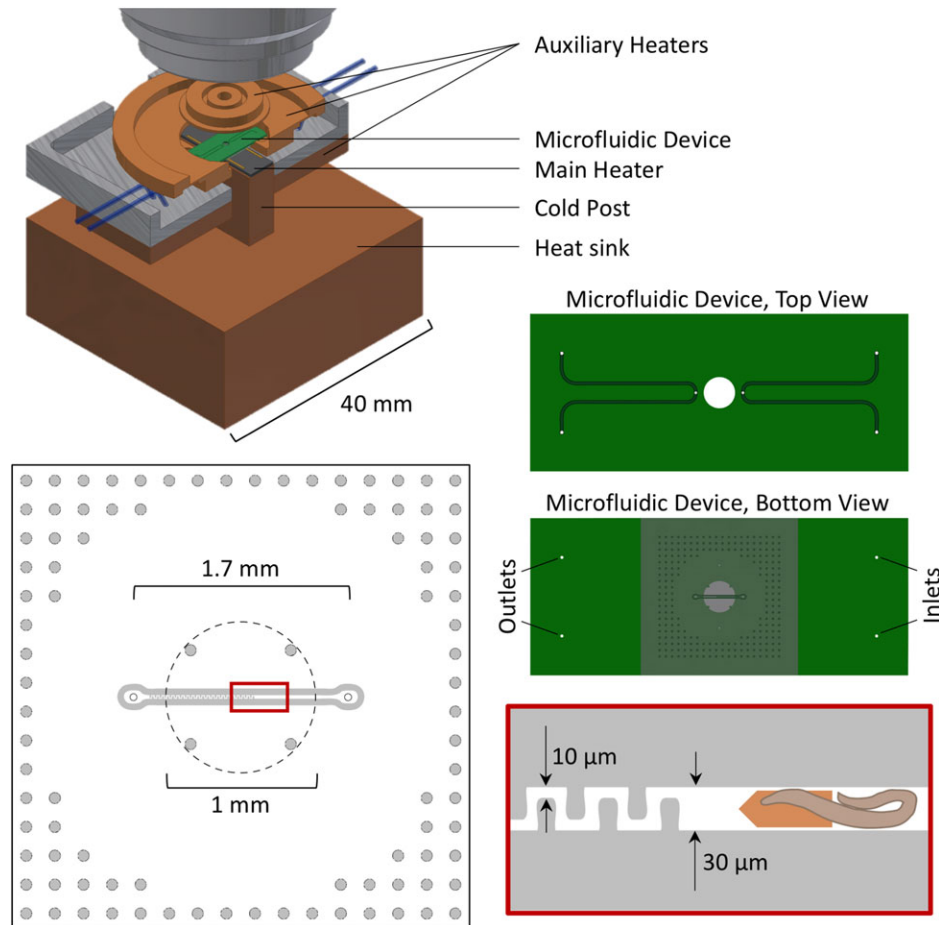 Auxiliary Heaters
Microfluidic Device
Main Heater
Cold Post
Heat sink
40 mm
Microfluidic Device, Top View
Microfluidic Device, Bottom View
Outlets
Inlets
1.7 mm
1 mm
10 µm
30 µm